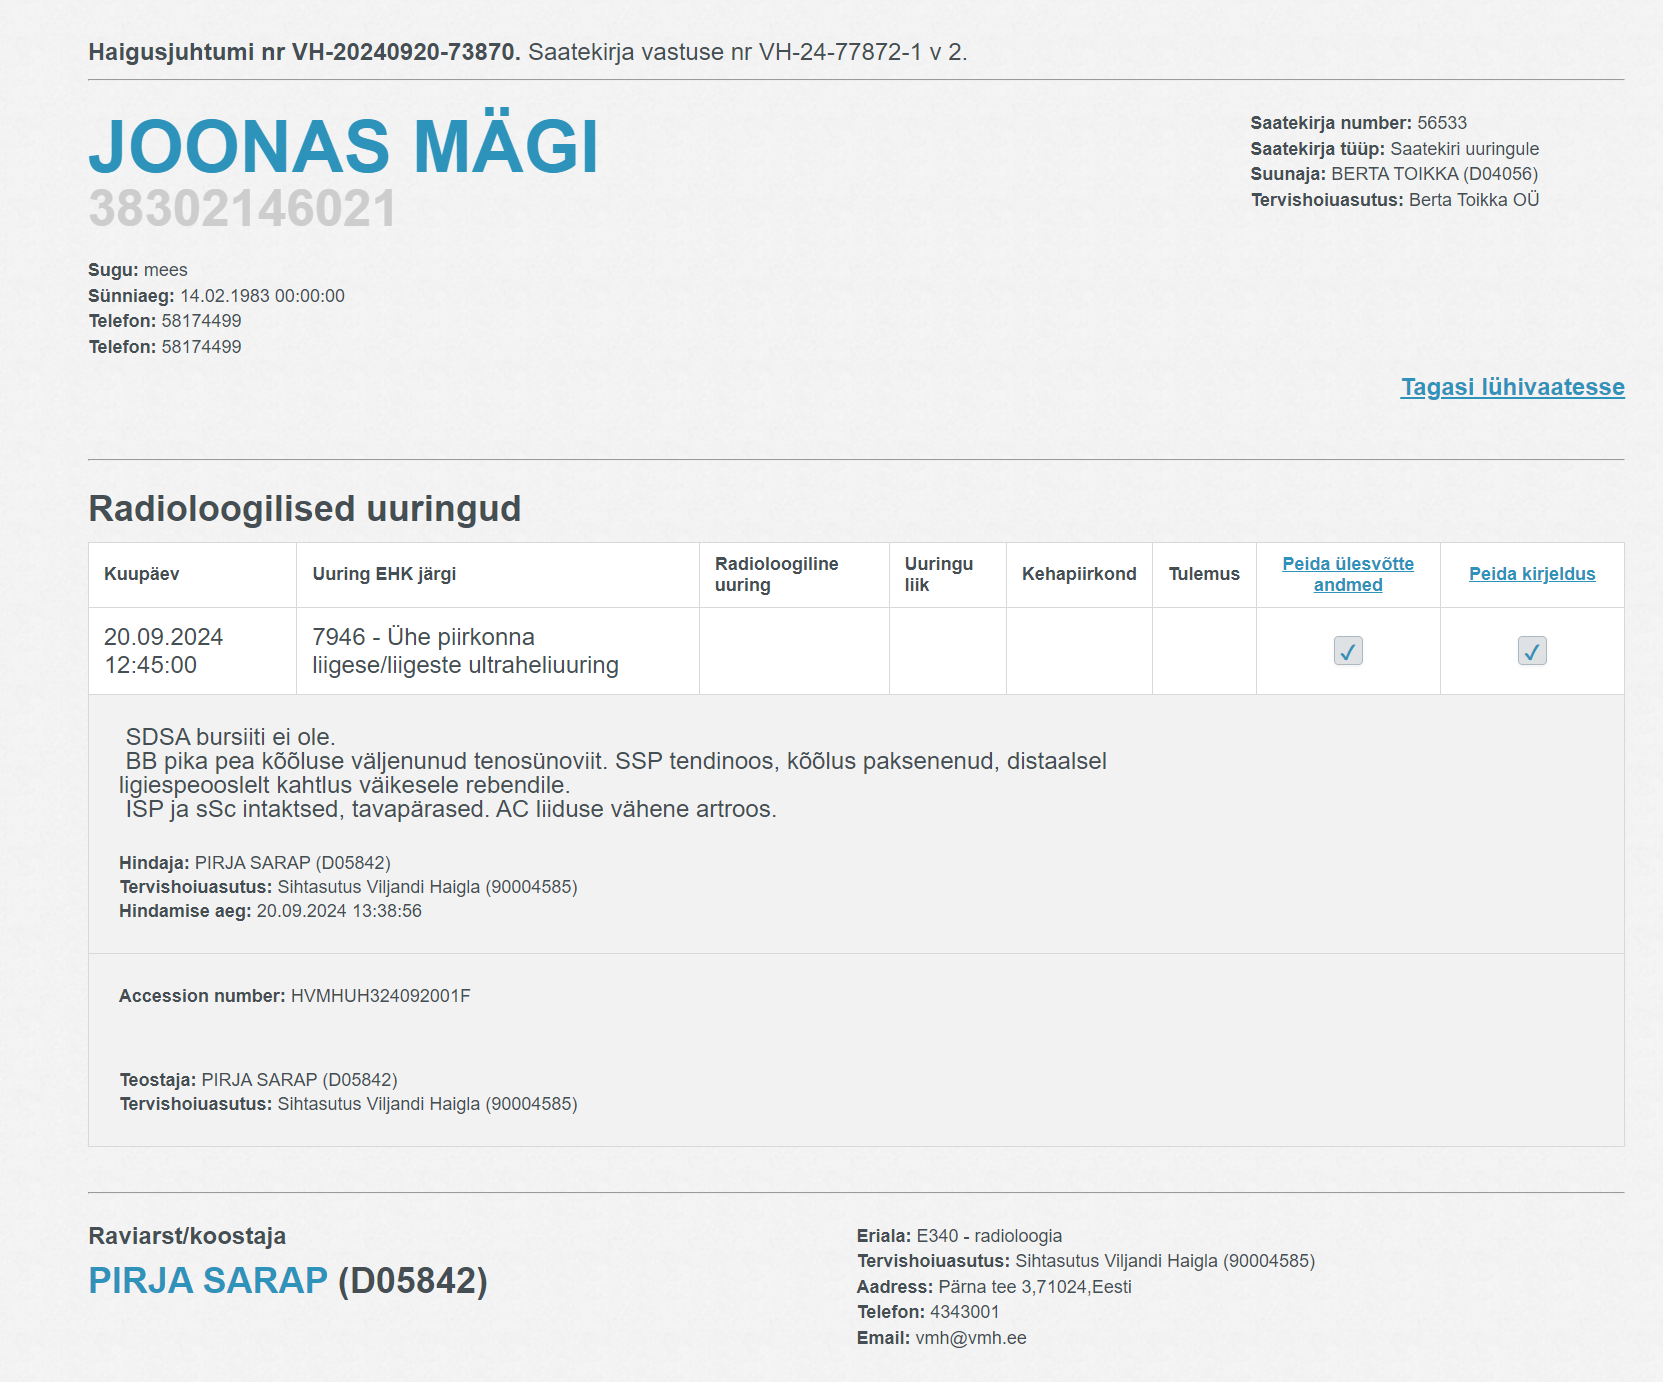 Haigusjuhtumi nr VH-20240920-73870. Saatekirja vastuse nr VH-24-77872-1 v 2.
JOONAS MÄGI
38302146021
Sugu: mees
Sünniaeg: 14.02.1983 00:00:00
Telefon: 58174499
Telefon: 58174499
Saatekirja number: 56533
Saatekirja tüüp: Saatekiri uuringule
Suunaja: BERTA TOIKKA (D04056)
Tervishoiuasutus: Berta Toikka OÜ
Tagasi lühivaatesse
Radioloogilised uuringud
Kuupäev
Uuring EHK järgi
Radioloogiline
uuring
Uuringu
liik
Kehapiirkond
Tulemus
Peida ülesvõtte
andmed
Peida kirjeldus
20.09.2024
12:45:00
7946 - Ühe piirkonna
liigese/liigeste ultraheliuuring
✓
✓
SDSA bursiiti ei ole.
BB pika pea kõõluse väljenunud tenosünoviit. SSP tendinoos, kõõlus paksenenud, distaalsel
ligiespeooslelt kahtlus väikesele rebendile.
ISP ja sSc intaktsed, tavapärased. AC liiduse vähene artroos.
Hindaja: PIRJA SARAP (D05842)
Tervishoiuasutus: Sihtasutus Viljandi Haigla (90004585)
Hindamise aeg: 20.09.2024 13:38:56
Accession number: HVMHUH324092001F
Teostaja: PIRJA SARAP (D05842)
Tervishoiuasutus: Sihtasutus Viljandi Haigla (90004585)
Raviarst/koostaja
PIRJA SARAP (D05842)
Eriala: E340 - radioloogia
Tervishoiuasutus: Sihtasutus Viljandi Haigla (90004585)
Aadress: Pärna tee 3,71024,Eesti
Telefon: 4343001
Email: vmh@vmh.ee